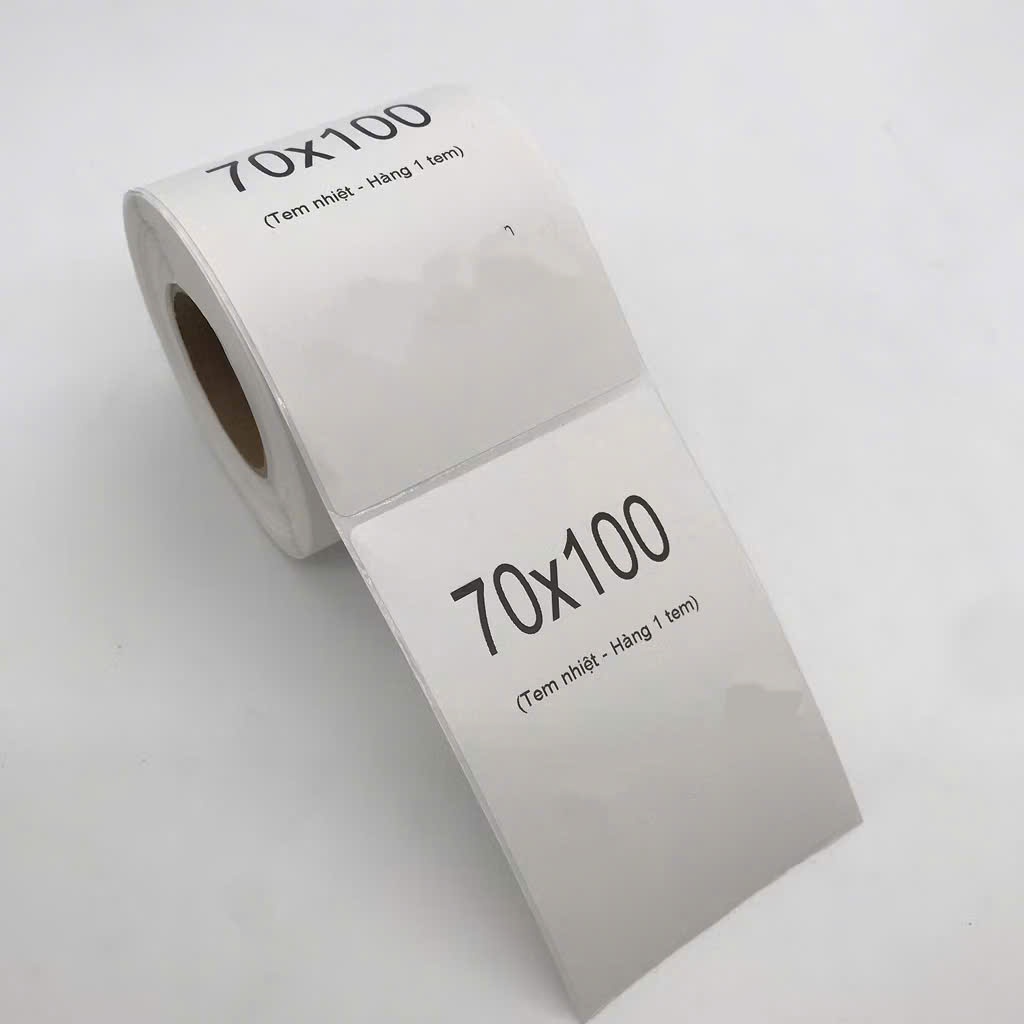 70x100
(Tem nhiệt - Hàng 1 tem)
70x100
(Tem nhiệt - Hàng 1 tem)